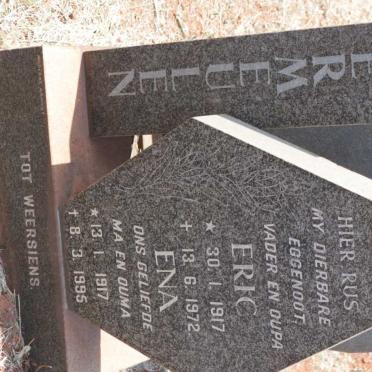 ERMEULEN
HIER RUS
MY DIERBARE
EGGENOOT.
VADER EN OUPA
ERIC
★ 30. 1. 1917
† 13. 6. 1972
ENA
ONS GELIEFDE
MA EN OUMA
★ 13. 1. 1917
† 8. 3. 1995
TOT WEERSIENS.